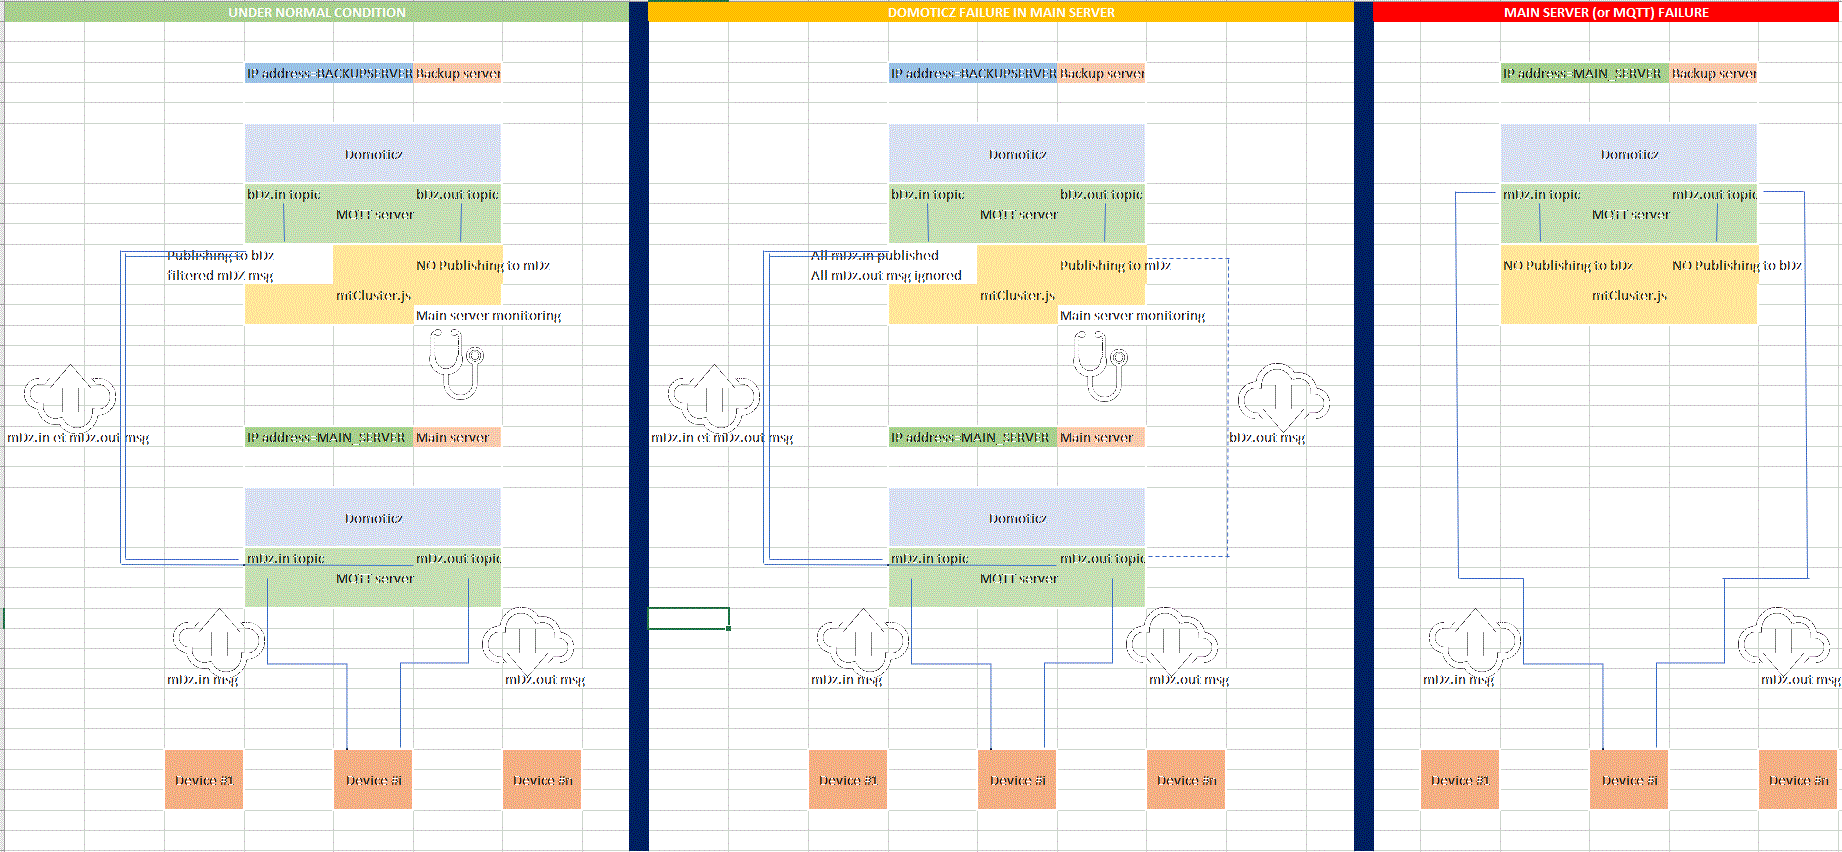 UNDER NORMAL CONDITION
IP address=BACKUPSERVER Backup server
Domoticz
bDz.in topic bDz.out topic
MQTT server
Publishing to bDz
filtered mDZ msg
NO Publishing to mDz
mtCluster.js
Main server monitoring
mDz.in et mDz.out msg
IP address=MAIN_SERVER Main server
Domoticz
mDz.in topic mDz.out topic
MQTT server
mDz.in msg
mDz.out msg
Device #1 Device #i Device #n
DOMOTICZ FAILURE IN MAIN SERVER
IP address=BACKUPSERVER Backup server
Domoticz
bDz.in topic bDz.out topic
MQTT server
All mDz.in published
All mDz.out msg ignored
Publishing to mDz
mtCluster.js
Main server monitoring
mDz.in et mDz.out msg
bDz.out msg
IP address=MAIN_SERVER Main server
Domoticz
mDz.in topic mDz.out topic
MQTT server
mDz.in msg
mDz.out msg
Device #1 Device #i Device #n
MAIN SERVER (or MQTT) FAILURE
IP address=MAIN_SERVER Backup server
Domoticz
mDz.in topic mDz.out topic
MQTT server
NO Publishing to bDz NO Publishing to bDz
mtCluster.js
mDz.in msg
mDz.out msg
Device #1 Device #i Device #n